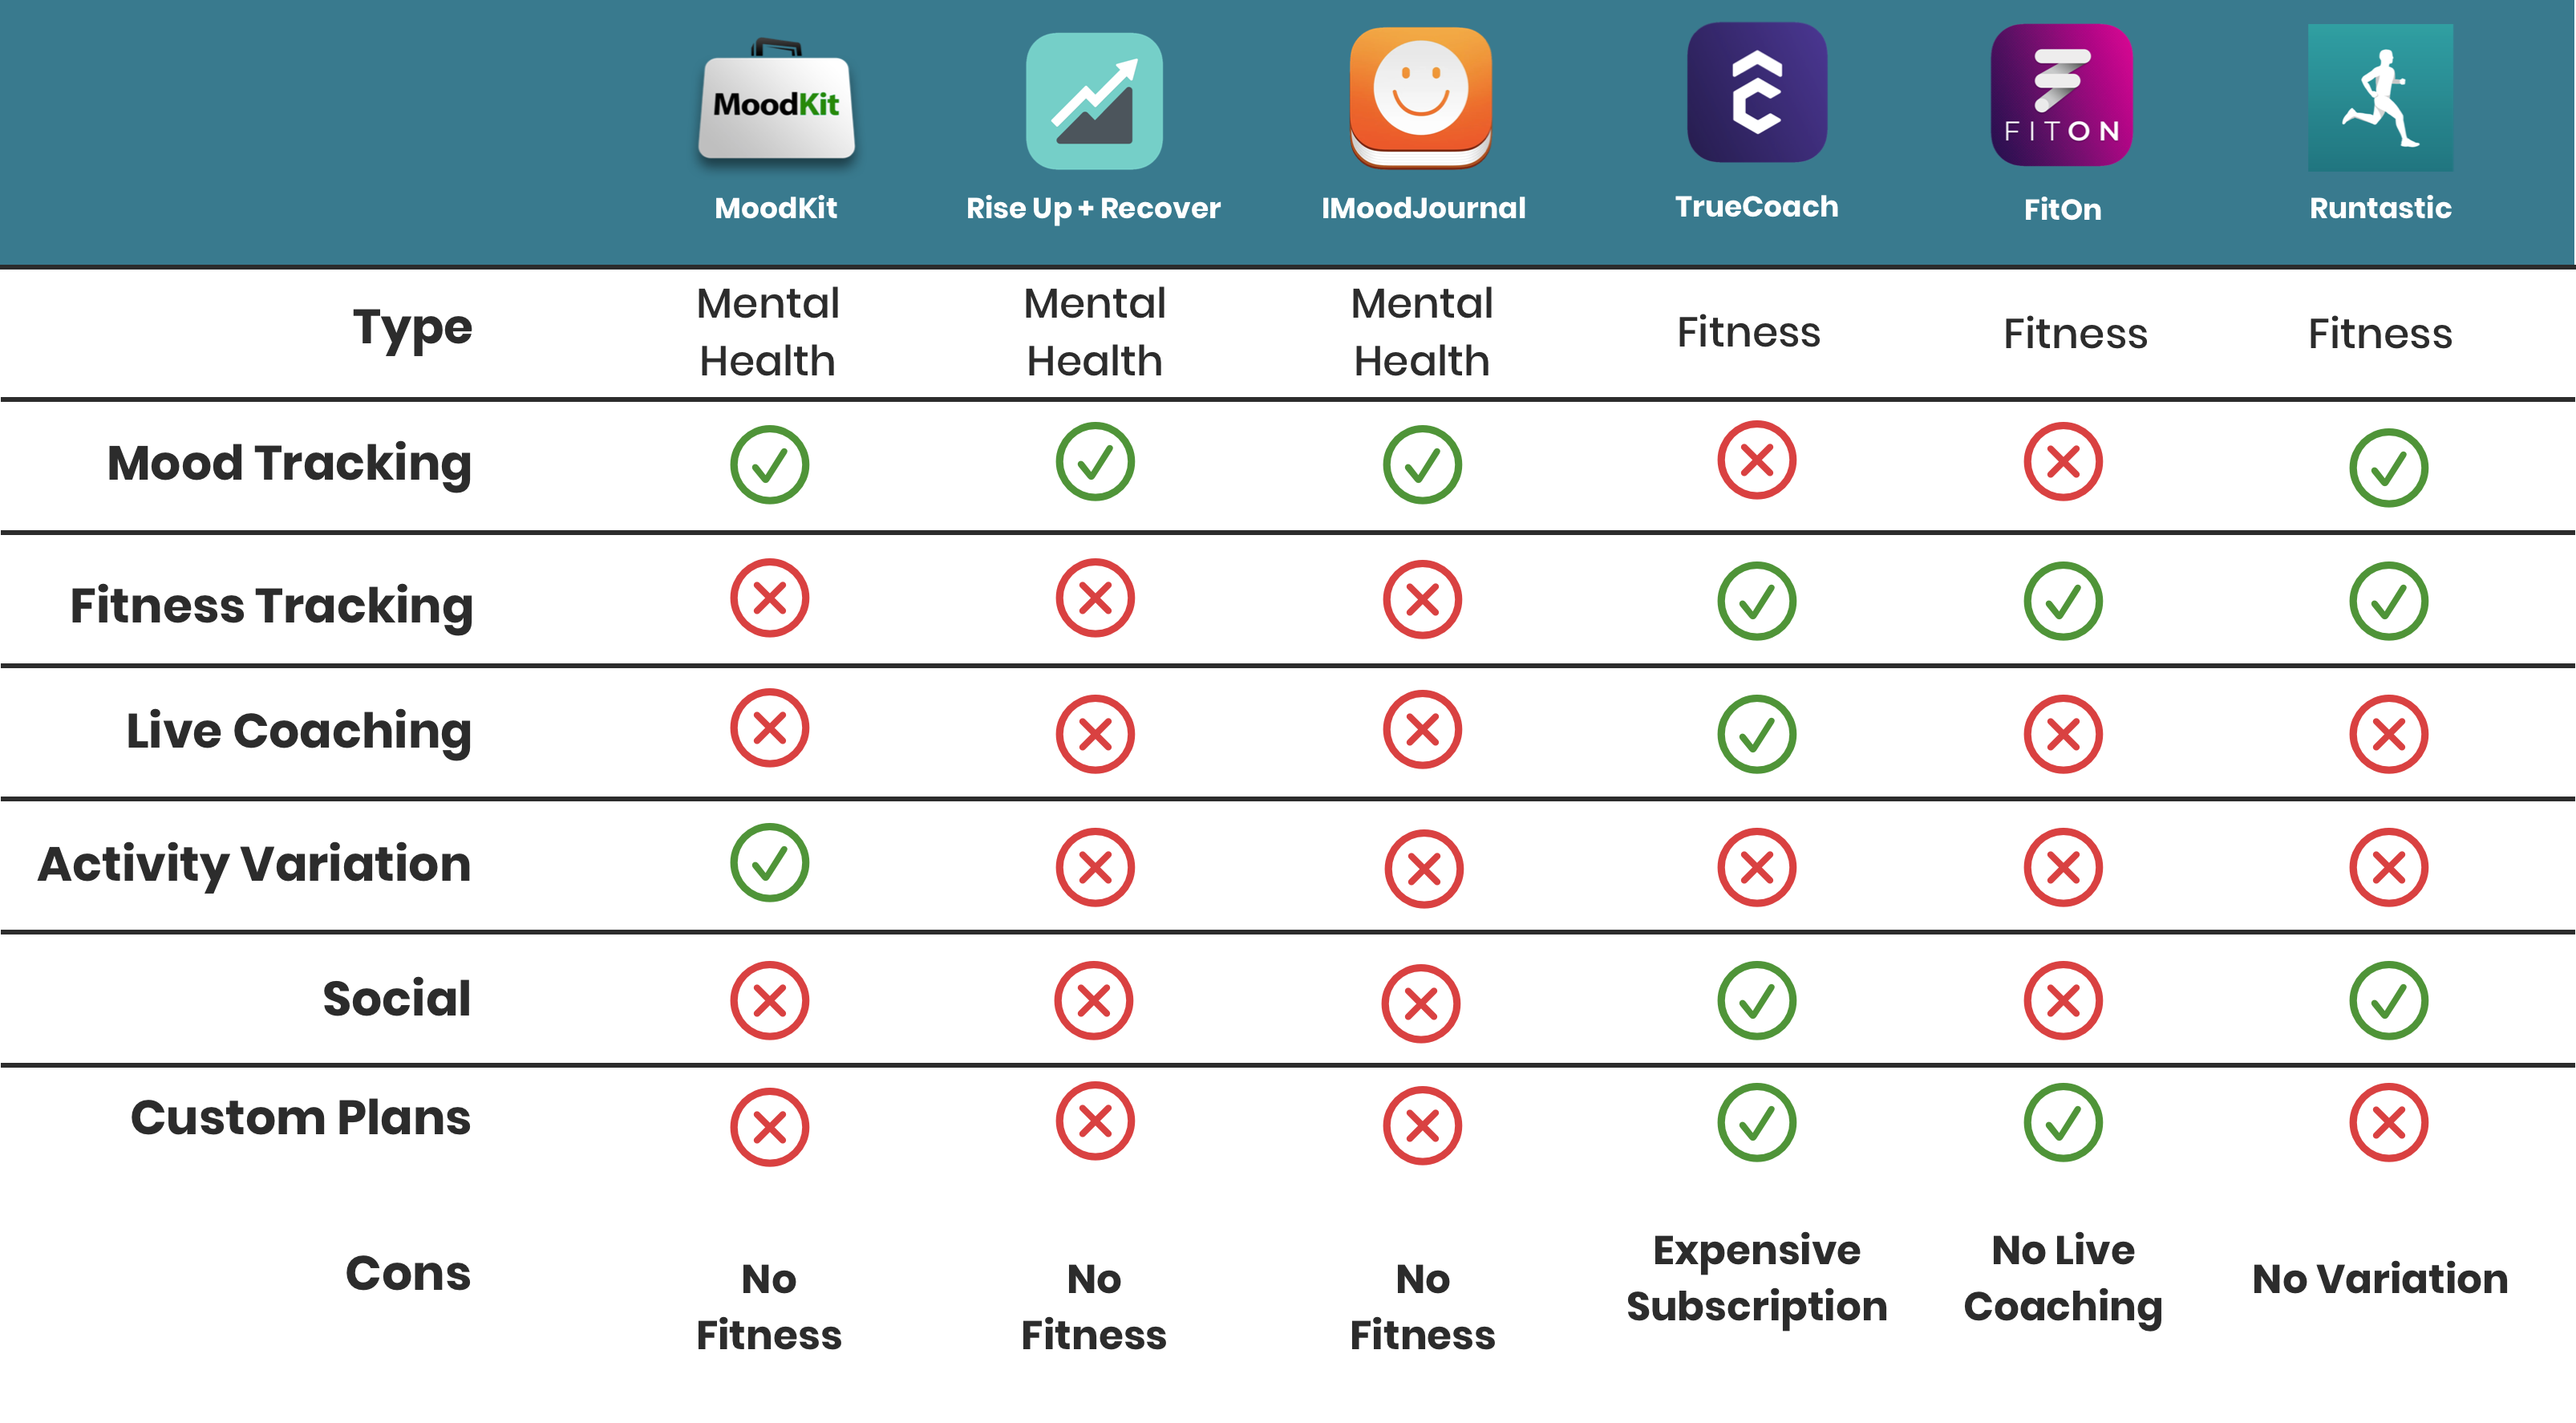 MoodKit
FITON
MoodKit
Rise Up + Recover
IMoodJournal
TrueCoach
FitOn
Runtastic
Type
Mental
Health
Mental
Health
Mental
Health
Fitness
Fitness
Fitness
Mood Tracking
Fitness Tracking
Live Coaching
Activity Variation
Social
Custom Plans
Cons
No
Fitness
No
Fitness
No
Fitness
Expensive
Subscription
No Live
Coaching
No Variation